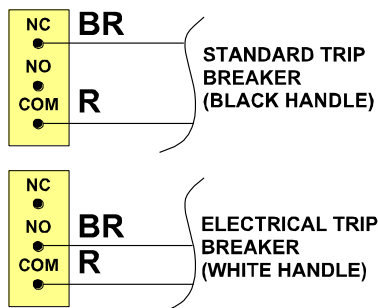 NC BR
NO
COM R
STANDARD TRIP
BREAKER
(BLACK HANDLE)
NC
NO BR
COM R
ELECTRICAL TRIP
BREAKER
(WHITE HANDLE)